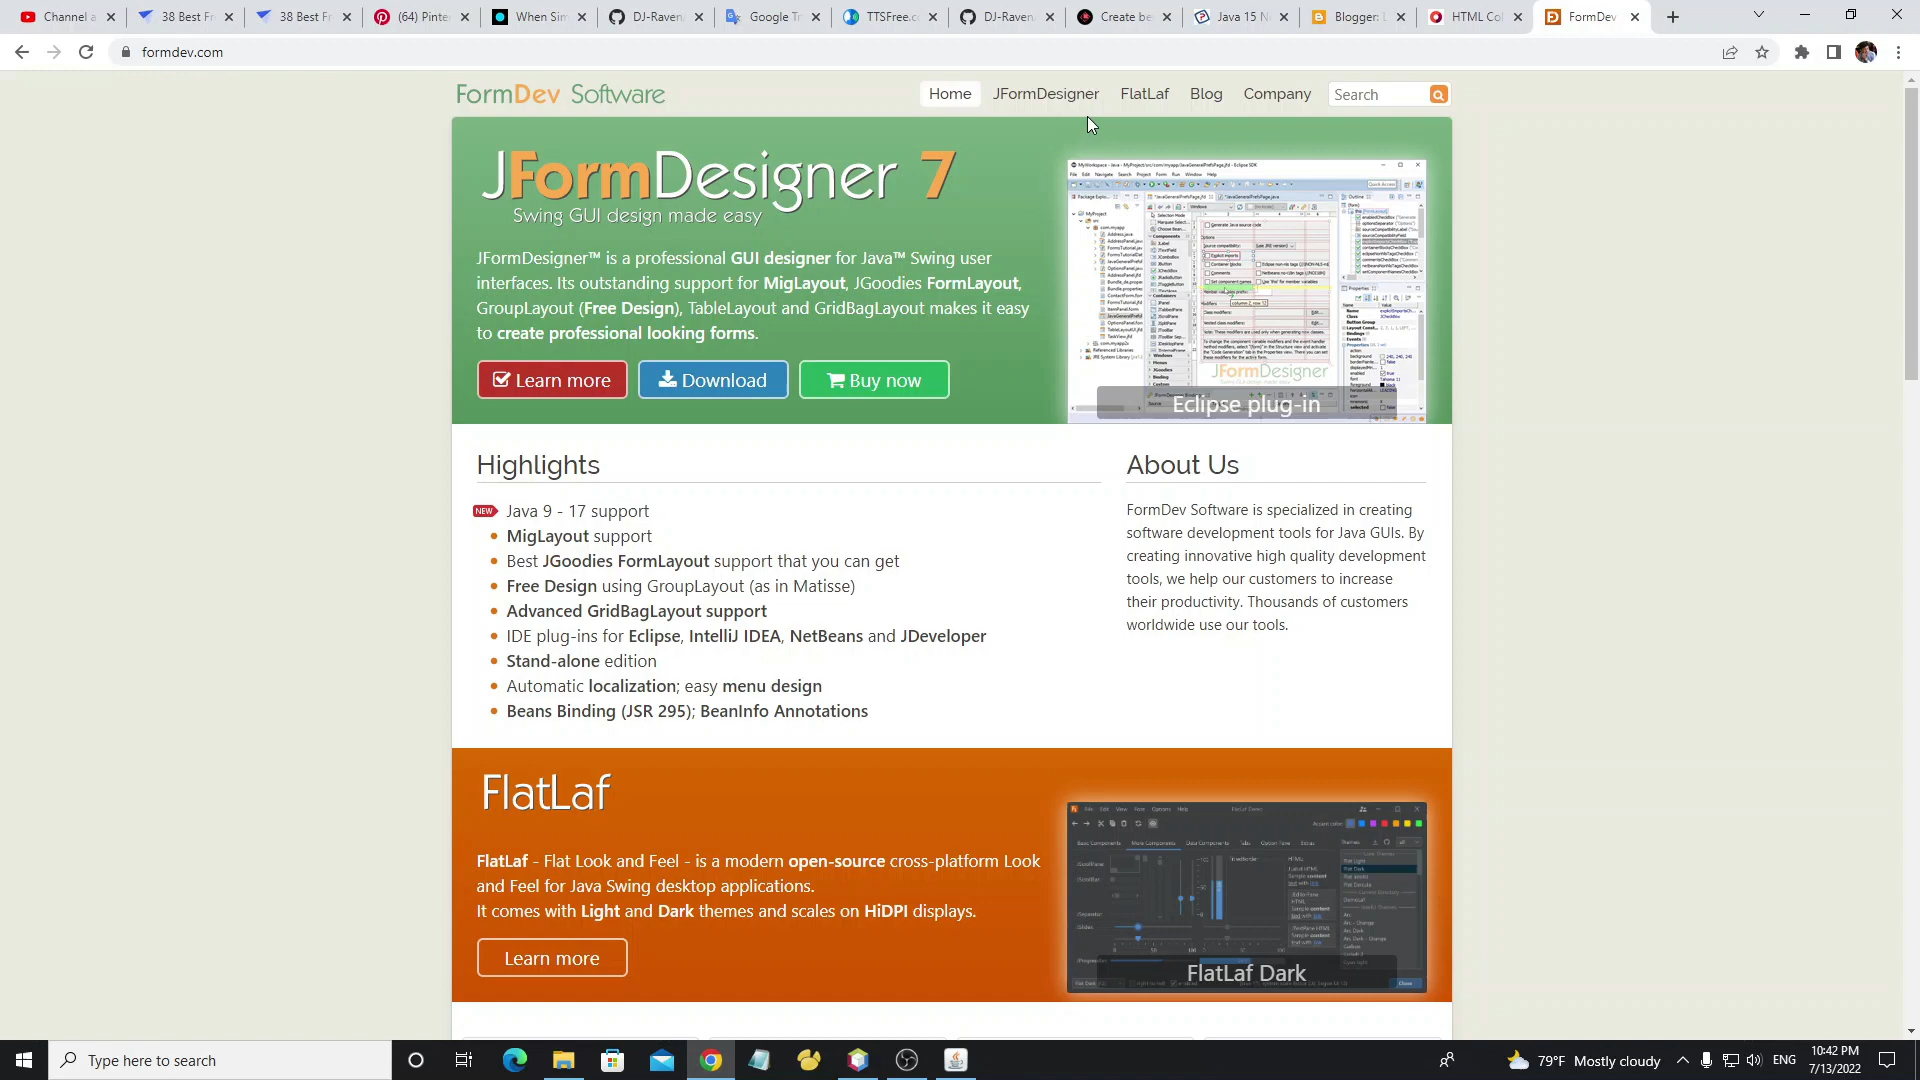 Channel a
38 Best Fr
38 Best Fr
(64) Pinte
When Sim
DJ-Raven
Google Tr
TTSFree.c
DJ-Raven
Create be
Java 15 N
Blogger: L
HTML Col
FormDev
formdev.com
FormDev Software
Home
JFormDesigner
FlatLaf
Blog
Company
Search
JFormDesigner 7
Swing GUI design made easy
JFormDesigner™ is a professional GUI designer for Java™ Swing user
interfaces. Its outstanding support for MigLayout, JGoodies FormLayout,
GroupLayout (Free Design), TableLayout and GridBagLayout makes it easy
to create professional looking forms.
Learn more
Download
Buy now
JFormDesigner
Eclipse plug-in
Highlights
NEW Java 9 - 17 support
MigLayout support
Best JGoodies FormLayout support that you can get
Free Design using GroupLayout (as in Matisse)
Advanced GridBagLayout support
IDE plug-ins for Eclipse, IntelliJ IDEA, NetBeans and JDeveloper
Stand-alone edition
Automatic localization; easy menu design
Beans Binding (JSR 295); BeanInfo Annotations
About Us
FormDev Software is specialized in creating
software development tools for Java GUIs. By
creating innovative high quality development
tools, we help our customers to increase
their productivity. Thousands of customers
worldwide use our tools.
FlatLaf
FlatLaf - Flat Look and Feel - is a modern open-source cross-platform Look
and Feel for Java Swing desktop applications.
It comes with Light and Dark themes and scales on HiDPI displays.
Learn more
FlatLaf Dark
Type here to search
79°F Mostly cloudy
ENG
10:42 PM
7/13/2022